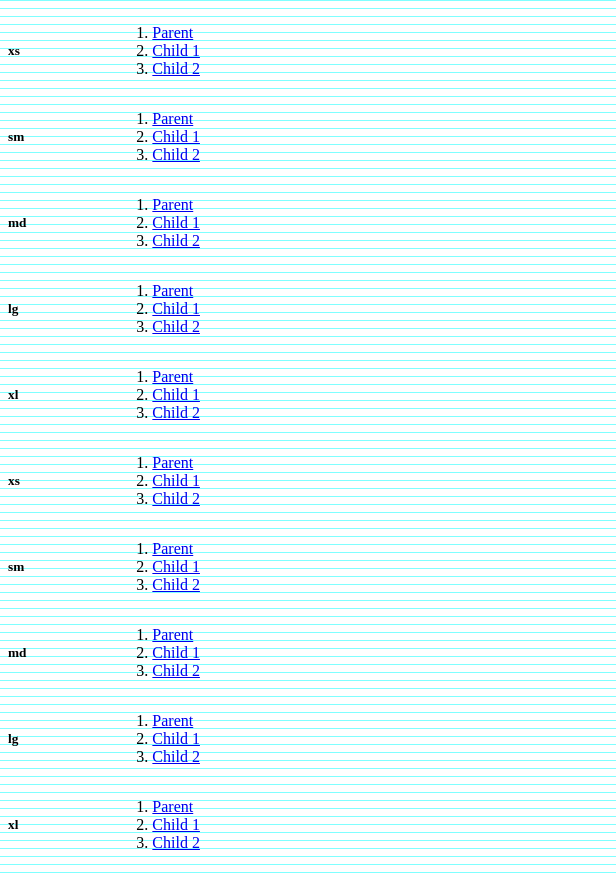 1. Parent
xs 2. Child 1
3. Child 2
1. Parent
sm 2. Child 1
3. Child 2
1. Parent
md 2. Child 1
3. Child 2
1. Parent
lg 2. Child 1
3. Child 2
1. Parent
xl 2. Child 1
3. Child 2
1. Parent
xs 2. Child 1
3. Child 2
1. Parent
sm 2. Child 1
3. Child 2
1. Parent
md 2. Child 1
3. Child 2
1. Parent
lg 2. Child 1
3. Child 2
1. Parent
xl 2. Child 1
3. Child 2